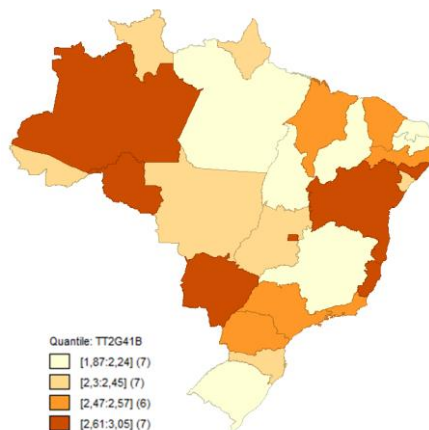 Quantile: TT2G41B
[1,87:2,24] (7)
[2,3:2,45] (7)
[2,47:2,57] (6)
[2,61:3,05] (7)